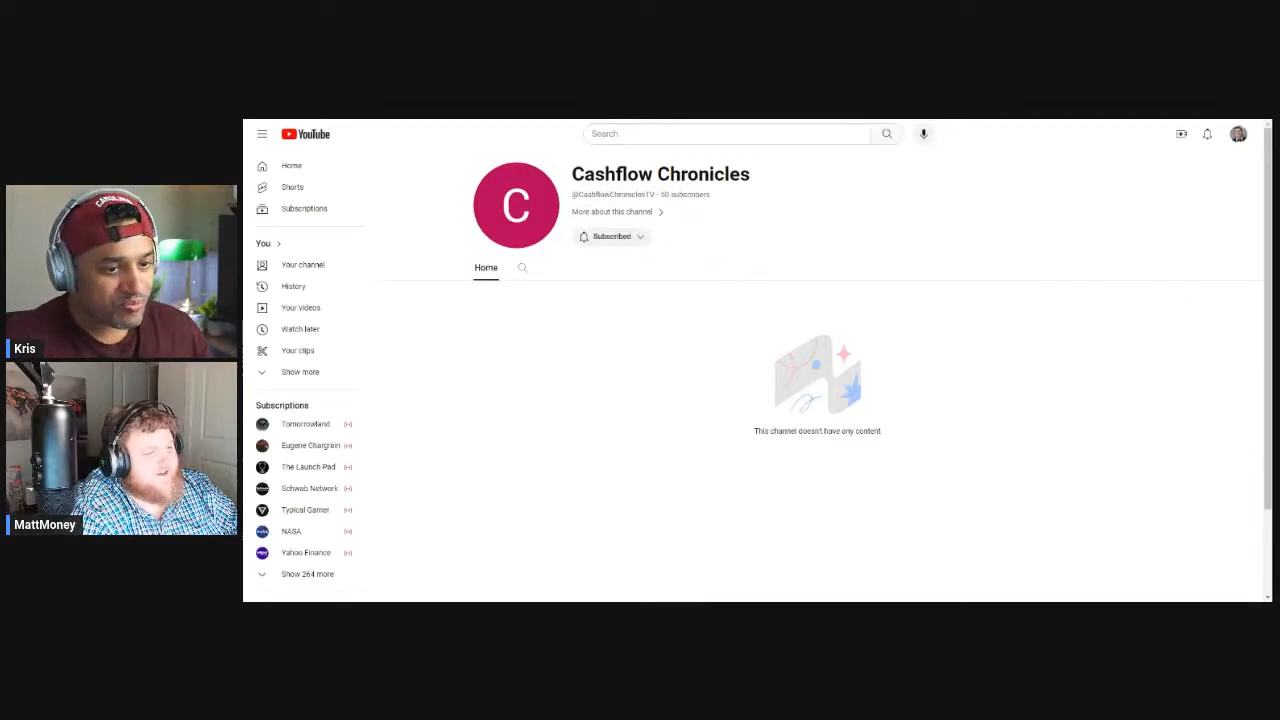 YouTube
Search
Home
Shorts
Subscriptions
You
Your channel
History
Your videos
Watch later
Your clips
Show more
Subscriptions
Tomorrowland
Eugene Chargrain
The Launch Pad
Schwab Network
Typical Gamer
NASA
Yahoo Finance
Show 264 more
C
Cashflow Chronicles
@CashflowChroniclesTV · 50 subscribers
More about this channel
Subscribed
Home
This channel doesn't have any content
CAROLINA
Kris
MattMoney